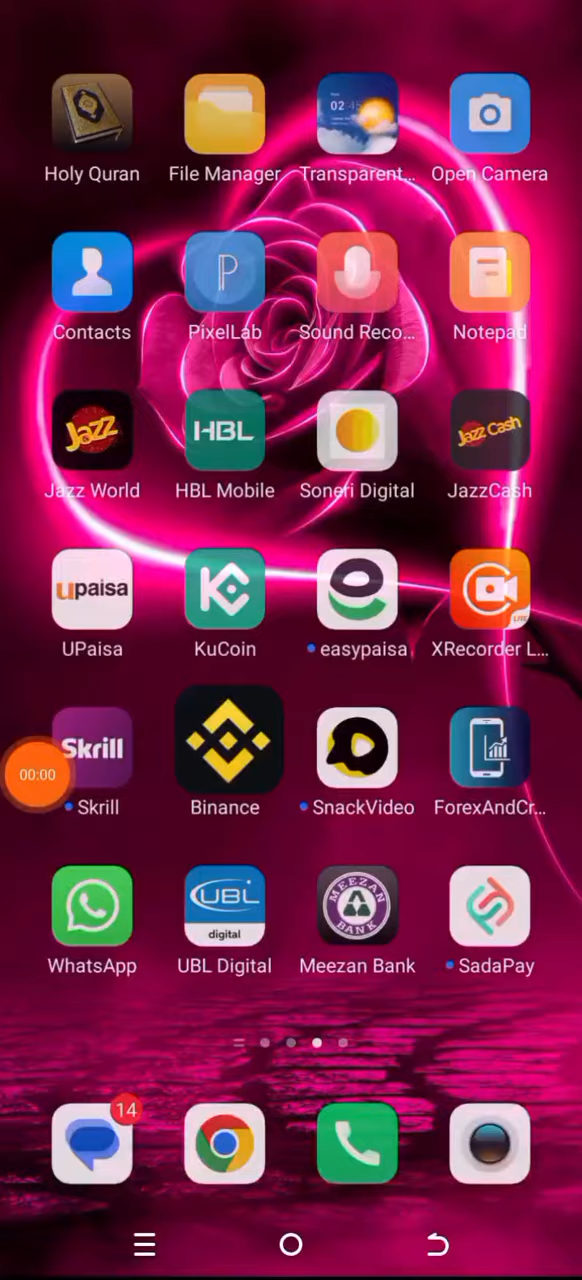 02:45
Holy Quran
File Manager
Transparent...
Open Camera
P
Contacts
PixelLab
Sound Reco...
Notepad
Jazz
HBL
Jazz Cash
Jazz World
HBL Mobile
Soneri Digital
JazzCash
upaisa
LITE
UPaisa
KuCoin
easypaisa
XRecorder L...
00:00
Skrill
Skrill
Binance
SnackVideo
ForexAndCr...
UBL
digital
MEEZAN
BANK
WhatsApp
UBL Digital
Meezan Bank
SadaPay
14